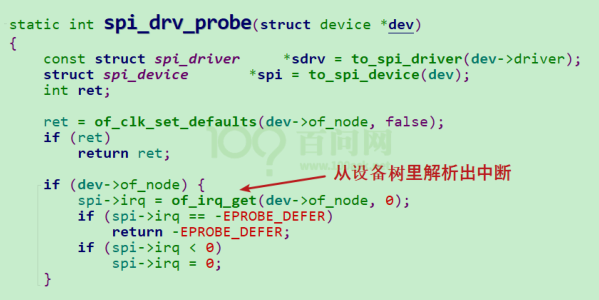 static int spi_drv_probe(struct device *dev)
{
    const struct spi_driver     *sdrv = to_spi_driver(dev->driver);
    struct spi_device       *spi = to_spi_device(dev);
    int ret;

    ret = of_clk_set_defaults(dev->of_node, false);
    if (ret)
        return ret;
百问网
    if (dev->of_node) {
从设备树里解析出中断
        spi->irq = of_irq_get(dev->of_node, 0);
        if (spi->irq == -EPROBE_DEFER)
            return -EPROBE_DEFER;
        if (spi->irq < 0)
            spi->irq = 0;
    }